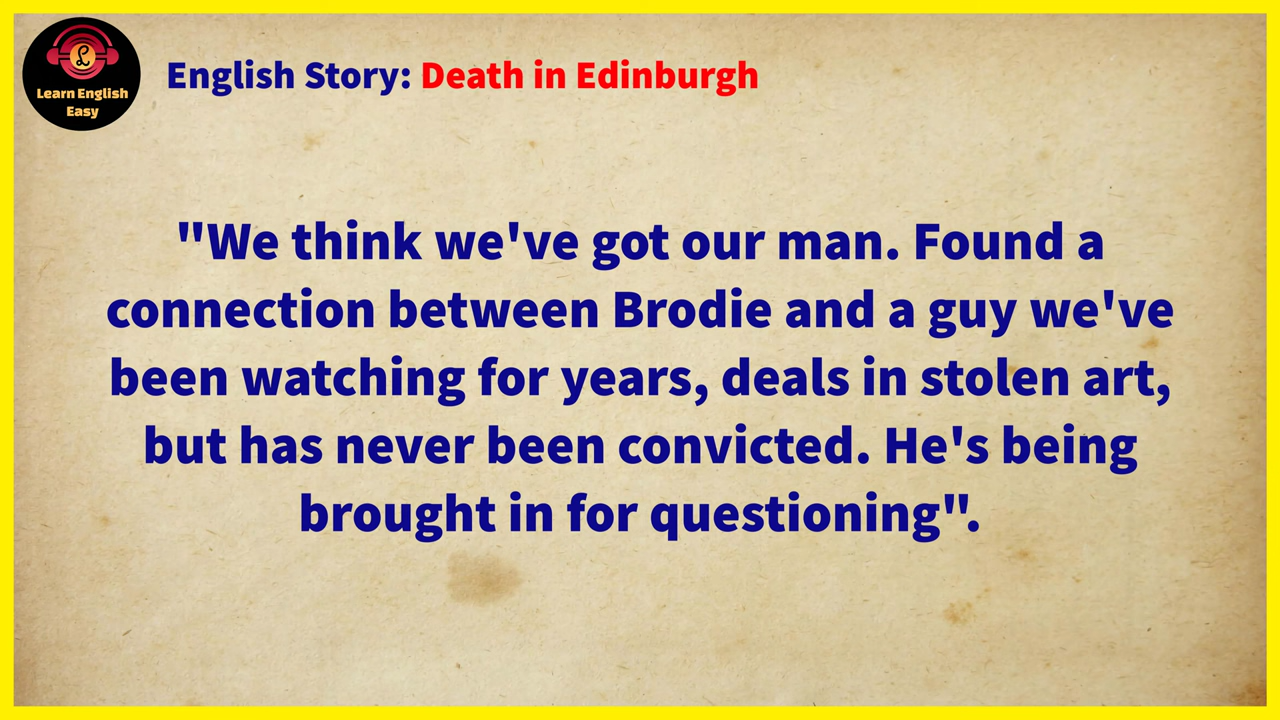 L
Learn English
Easy
English Story: Death in Edinburgh
"We think we've got our man. Found a
connection between Brodie and a guy we've
been watching for years, deals in stolen art,
but has never been convicted. He's being
brought in for questioning".